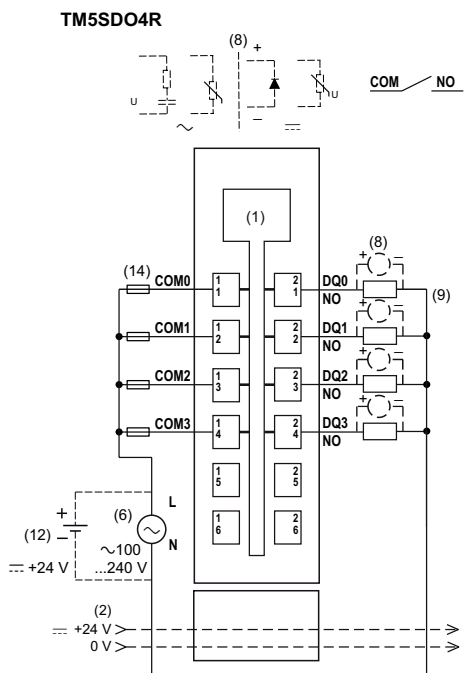 TM5SDO4R
(8)
+
COM NO
U
U
–
(1)
(14) COM0 1 1 2 1 DQ0 NO + (8) –
(9)
COM1 1 2 2 2 DQ1 NO + –
COM2 1 3 2 3 DQ2 NO + –
COM3 1 4 2 4 DQ3 NO + –
1 5 2 5
1 6 2 6
L
+
(12)
–
(6)
N
+24 V
~100
...240 V
(2)
+24 V
0 V